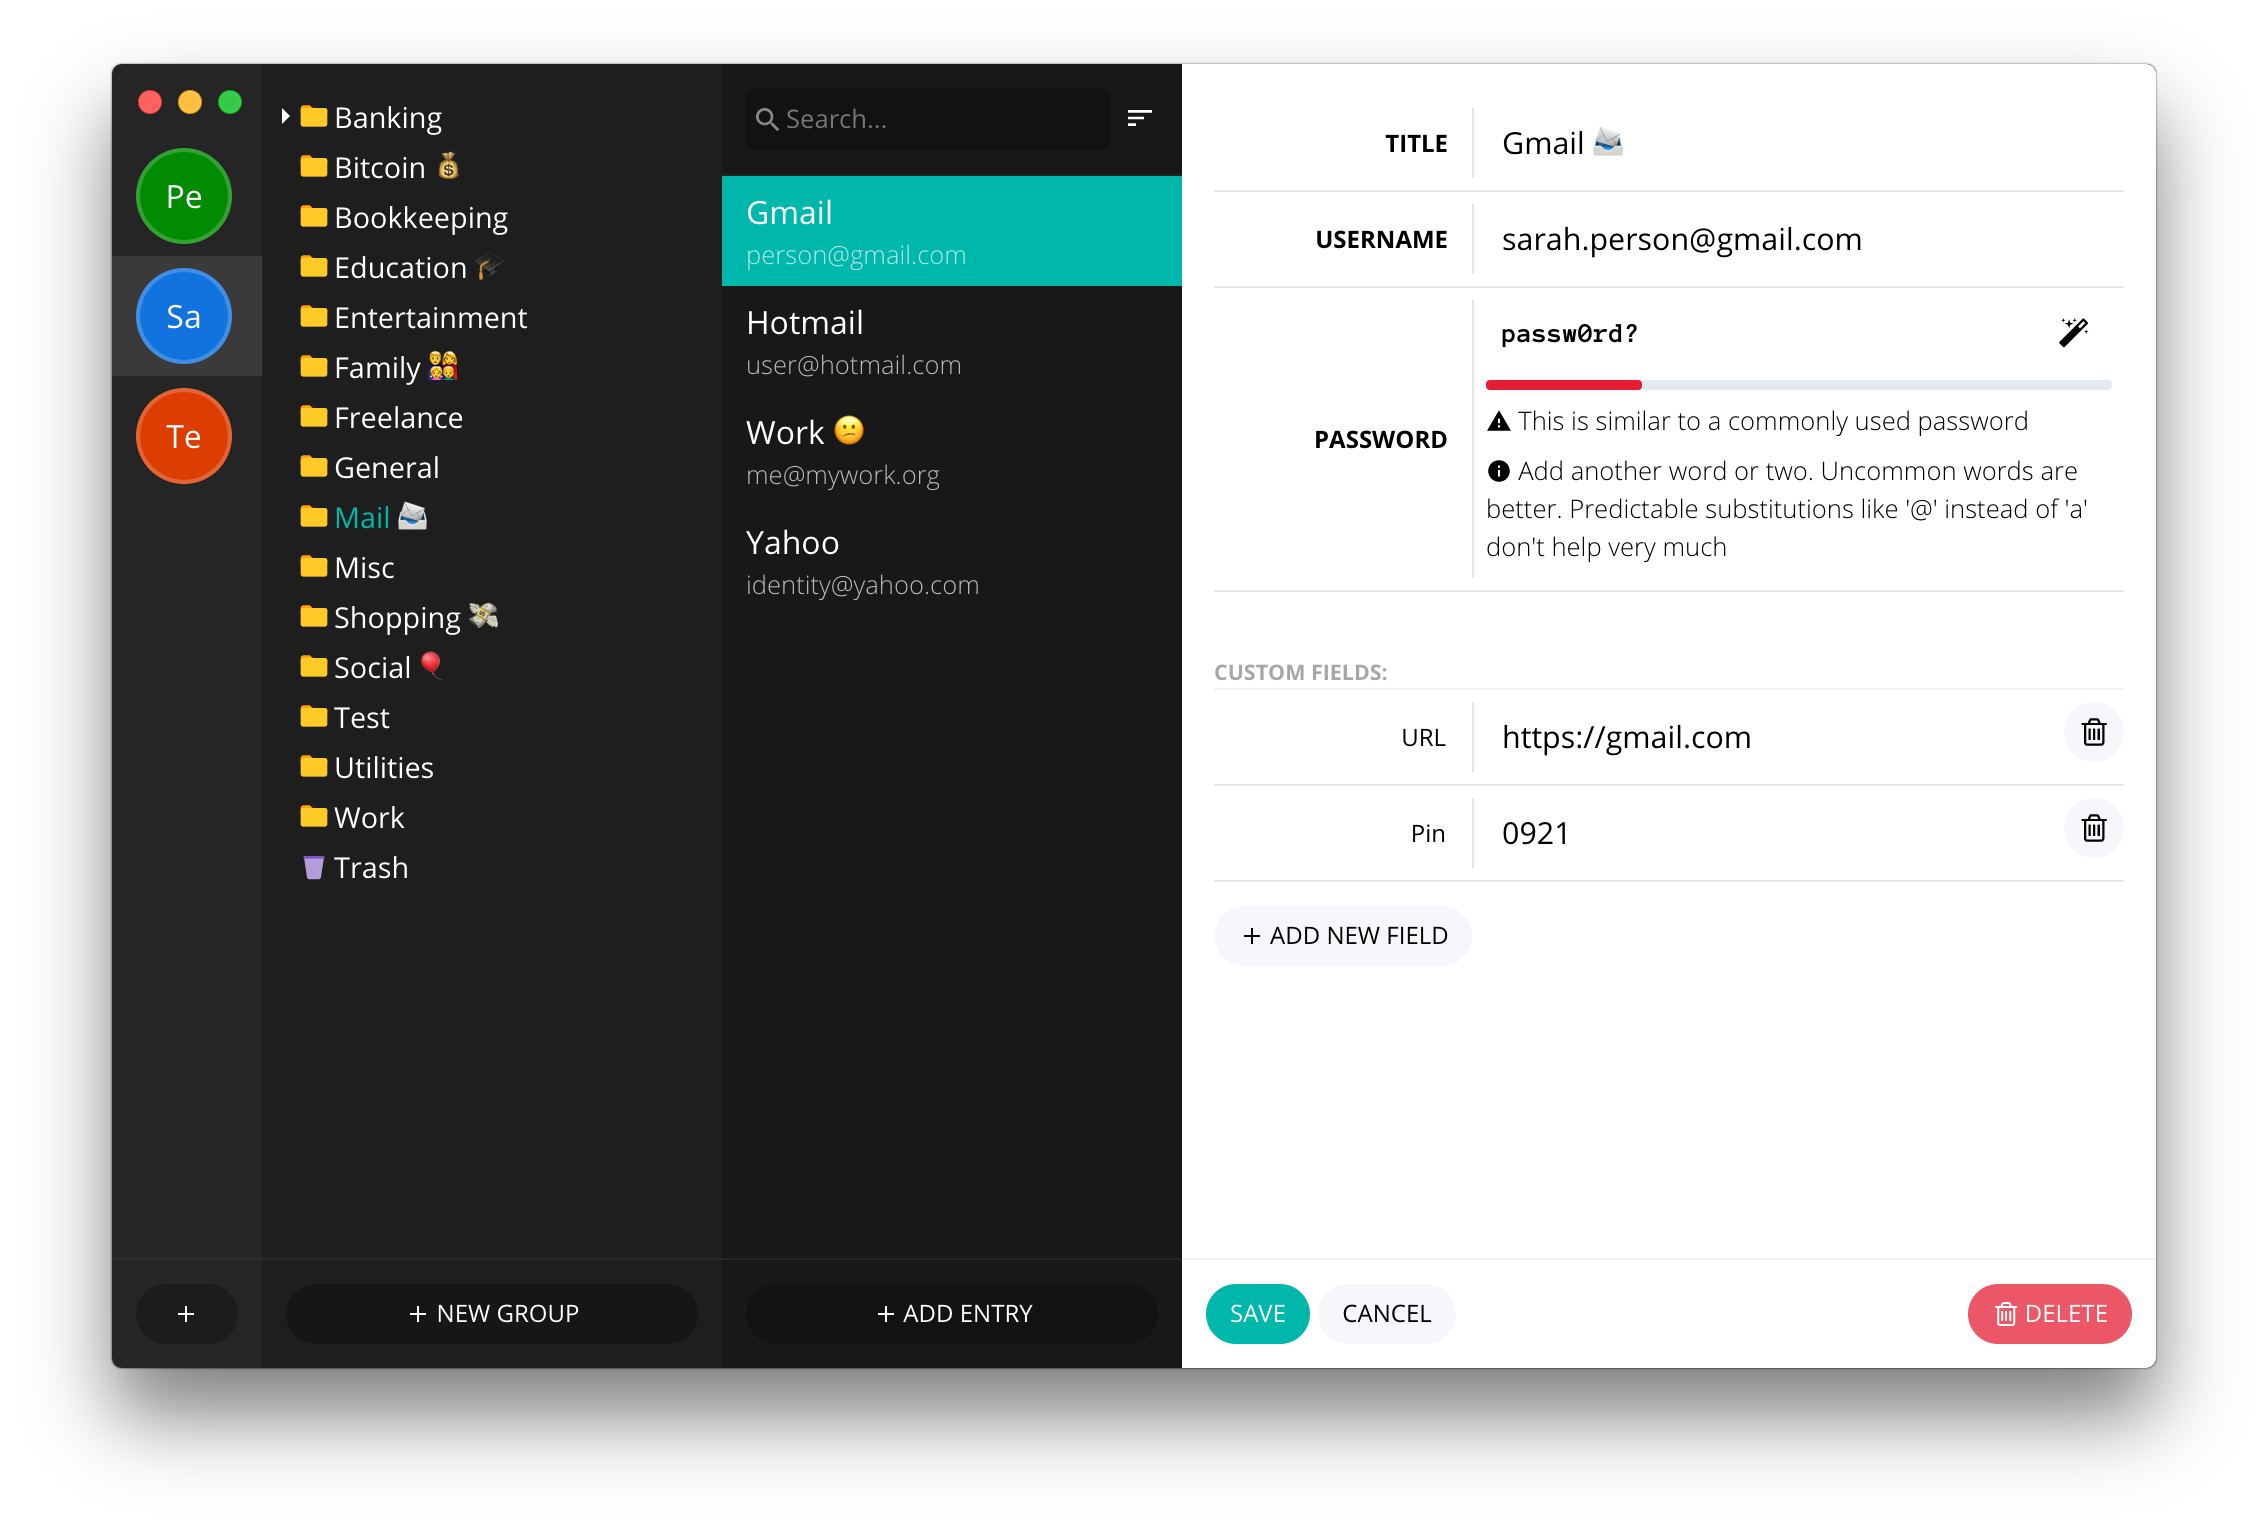 Pe
Sa
Te
+
Banking
Bitcoin 💰
Bookkeeping
Education 🎓
Entertainment
Family 👨‍👩‍👧‍👦
Freelance
General
Mail 📨
Misc
Shopping 💸
Social 🎈
Test
Utilities
Work
Trash
+ NEW GROUP
Search...
Gmail
person@gmail.com
Hotmail
user@hotmail.com
Work 😕
me@mywork.org
Yahoo
identity@yahoo.com
+ ADD ENTRY
TITLE
Gmail 📨
USERNAME
sarah.person@gmail.com
PASSWORD
passw0rd?
This is similar to a commonly used password
Add another word or two. Uncommon words are
better. Predictable substitutions like '@' instead of 'a'
don't help very much
CUSTOM FIELDS:
URL
https://gmail.com
Pin
0921
+ ADD NEW FIELD
SAVE
CANCEL
DELETE